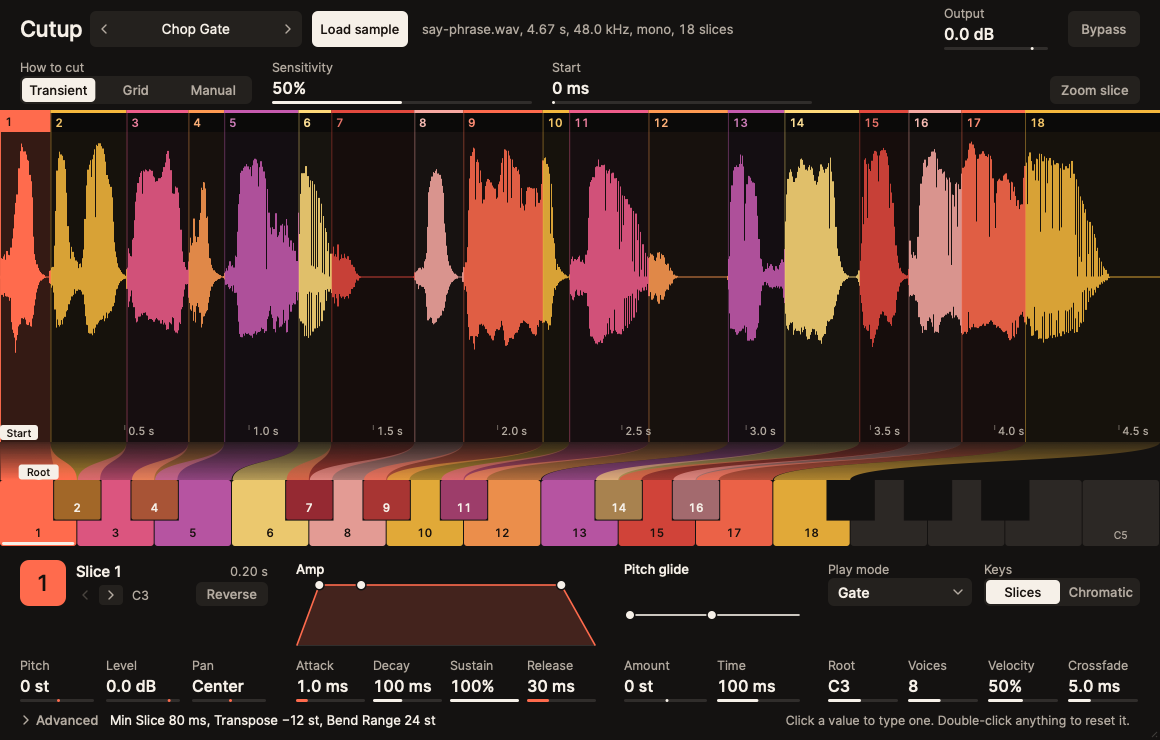 Cutup
Chop Gate
Load sample
say-phrase.wav, 4.67 s, 48.0 kHz, mono, 18 slices
Output
0.0 dB
Bypass
How to cut
Transient Grid Manual
Sensitivity
50%
Start
0 ms
Zoom slice
1 2 3 4 5 6 7 8 9 10 11 12 13 14 15 16 17 18
Start
0.5 s 1.0 s 1.5 s 2.0 s 2.5 s 3.0 s 3.5 s 4.0 s 4.5 s
Root
2 4 7 9 11 14 16
1 3 5 6 8 10 12 13 15 17 18 C5
1
Slice 1
0.20 s
C3
Reverse
Amp
Pitch glide
Play mode
Gate
Keys
Slices Chromatic
Pitch Level Pan Attack Decay Sustain Release Amount Time Root Voices Velocity Crossfade
0 st 0.0 dB Center 1.0 ms 100 ms 100% 30 ms 0 st 100 ms C3 8 50% 5.0 ms
Advanced Min Slice 80 ms, Transpose −12 st, Bend Range 24 st
Click a value to type one. Double-click anything to reset it.